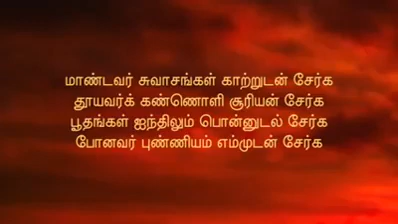 மாண்டவர் சுவாசங்கள் காற்றுடன் சேர்க
தூயவர்க் கண்ணொளி சூரியன் சேர்க
பூதங்கள் ஐந்திலும் பொன்னுடல் சேர்க
போனவர் புண்ணியம் எம்முடன் சேர்க